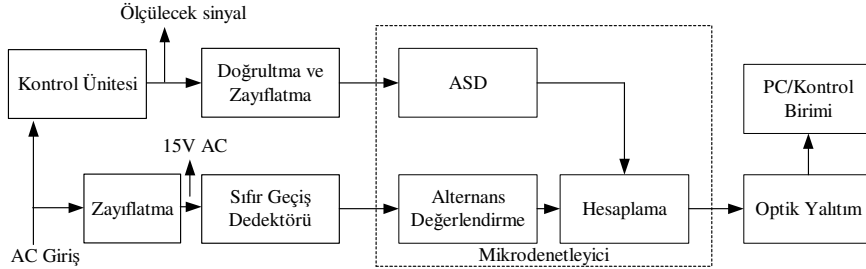 Ölçülecek sinyal
Kontrol Ünitesi
Doğrultma ve
Zayıflatma
ASD
PC/Kontrol
Birimi
15V AC
Zayıflatma
Sıfır Geçiş
Dedektörü
Alternans
Değerlendirme
Hesaplama
Optik Yalıtım
AC Giriş
Mikrodenetleyici